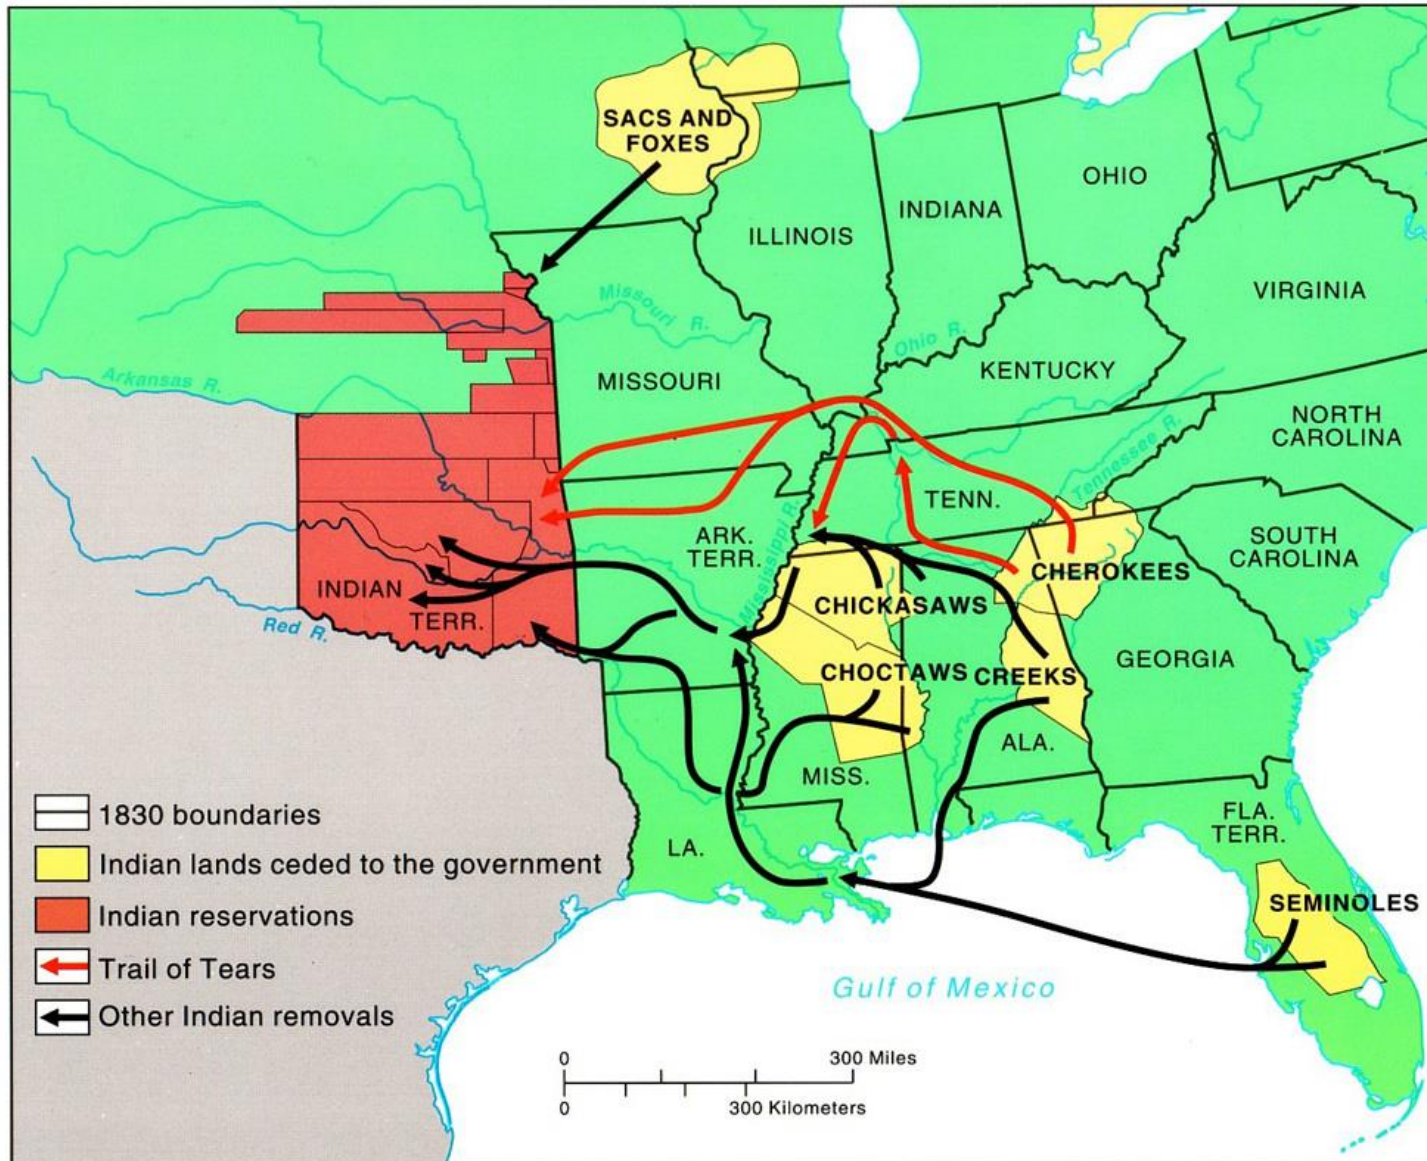 SACS AND
FOXES
OHIO
INDIANA
ILLINOIS
VIRGINIA
Missouri R.
Ohio R.
KENTUCKY
MISSOURI
Arkansas R.
NORTH
CAROLINA
Tennessee R.
TENN.
ARK.
TERR.
Mississippi R.
SOUTH
CAROLINA
CHEROKEES
INDIAN
TERR.
CHICKASAWS
Red R.
GEORGIA
CHOCTAWS
CREEKS
ALA.
MISS.
FLA.
TERR.
LA.
SEMINOLES
Gulf of Mexico
1830 boundaries
Indian lands ceded to the government
Indian reservations
Trail of Tears
Other Indian removals
0 300 Miles
0 300 Kilometers